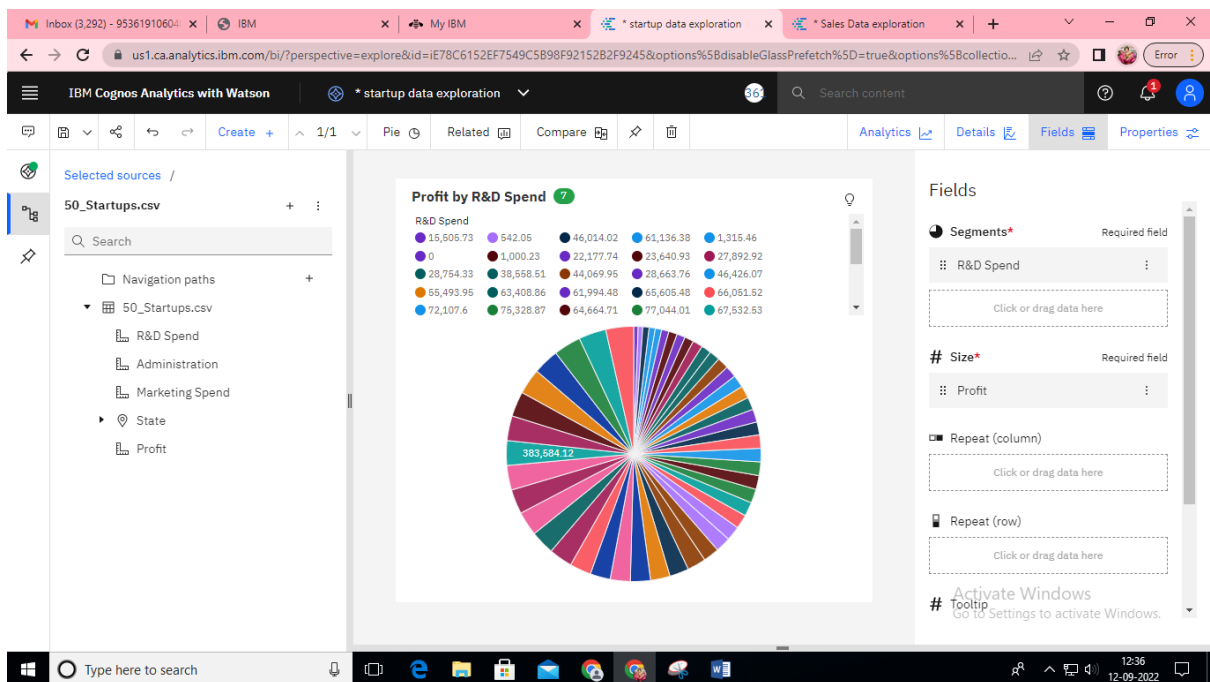 Inbox (3,292) - 9536191060
IBM
My IBM
* startup data exploration
* Sales Data exploration
us1.ca.analytics.ibm.com/bi/?perspective=explore&id=iE78C6152EF7549C5B98F92152B2F9245&options%5BdisableGlassPrefetch%5D=true&options%5Bcollectio...
Error
IBM Cognos Analytics with Watson
* startup data exploration
Search content
1
Create +
1/1
Pie
Related
Compare
Analytics
Details
Fields
Properties
Selected sources /
50_Startups.csv
Search
Navigation paths
50_Startups.csv
R&D Spend
Administration
Marketing Spend
State
Profit
Profit by R&D Spend 7
R&D Spend
15,505.73 542.05 46,014.02 61,136.38 1,315.46
0 1,000.23 22,177.74 23,640.93 27,892.92
28,754.33 38,558.51 44,069.95 28,663.76 46,426.07
55,493.95 63,408.86 61,994.48 65,605.48 66,051.52
72,107.6 75,328.87 64,664.71 77,044.01 67,532.53
383,584.12
Fields
Segments* Required field
R&D Spend
Click or drag data here
# Size* Required field
Profit
Repeat (column)
Click or drag data here
Repeat (row)
Click or drag data here
# Tooltip
Activate Windows
Go to Settings to activate Windows.
Type here to search
12:36
12-09-2022